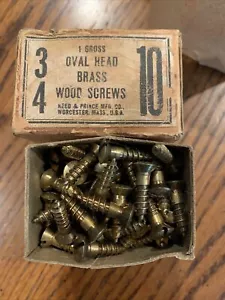 1 GROSS
3 OVAL HEAD 10
BRASS
4 WOOD SCREWS
REED & PRINCE MFG. CO.
WORCESTER, MASS., U.S.A.